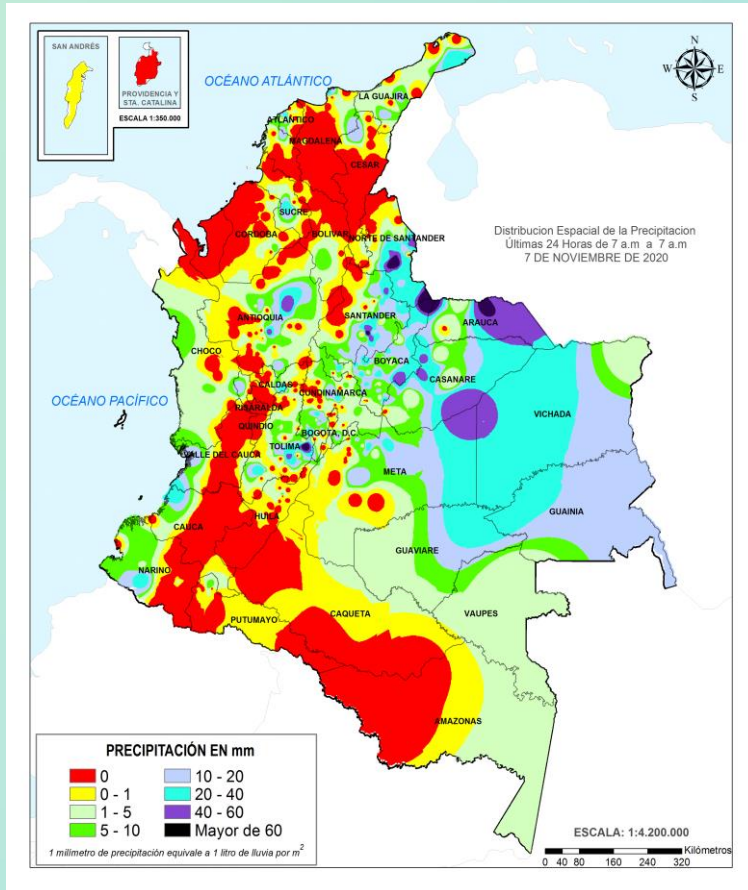 SAN ANDRÉS
PROVIDENCIA Y
STA. CATALINA
ESCALA 1:350.000
OCÉANO ATLÁNTICO
N
W
E
S
LA GUAJIRA
ATLANTICO
MAGDALENA
CESAR
SUCRE
CORDOBA
BOLIVAR
NORTE DE SANTANDER
Distribucion Espacial de la Precipitacion
Últimas 24 Horas de 7 a.m a 7 a.m
7 DE NOVIEMBRE DE 2020
ANTIOQUIA
SANTANDER
ARAUCA
CHOCO
BOYACA
CASANARE
OCÉANO PACÍFICO
CALDAS
CUNDINAMARCA
RISARALDA
VICHADA
QUINDIO
BOGOTA, D.C.
TOLIMA
VALLE DEL CAUCA
META
GUAINIA
CAUCA
HUILA
GUAVIARE
NARINO
CAQUETA
VAUPES
PUTUMAYO
AMAZONAS
PRECIPITACIÓN EN mm
0
10 - 20
0 - 1
20 - 40
1 - 5
40 - 60
5 - 10
Mayor de 60
1 milímetro de precipitación equivale a 1 litro de lluvia por m²
ESCALA: 1:4.200.000
Kilómetros
0 40 80 160 240 320